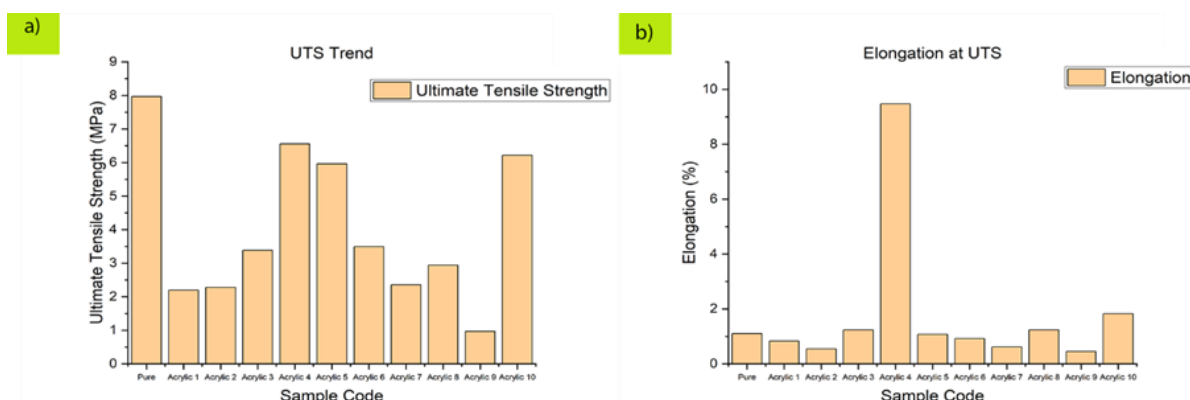 a)
UTS Trend
Ultimate Tensile Strength
Ultimate Tensile Strength (MPa)
9
8
7
6
5
4
3
2
1
0
Pure Acrylic 1 Acrylic 2 Acrylic 3 Acrylic 4 Acrylic 5 Acrylic 6 Acrylic 7 Acrylic 8 Acrylic 9 Acrylic 10
Sample Code
b)
Elongation at UTS
Elongation
Elongation (%)
10
8
6
4
2
0
Pure Acrylic 1 Acrylic 2 Acrylic 3 Acrylic 4 Acrylic 5 Acrylic 6 Acrylic 7 Acrylic 8 Acrylic 9 Acrylic 10
Sample Code